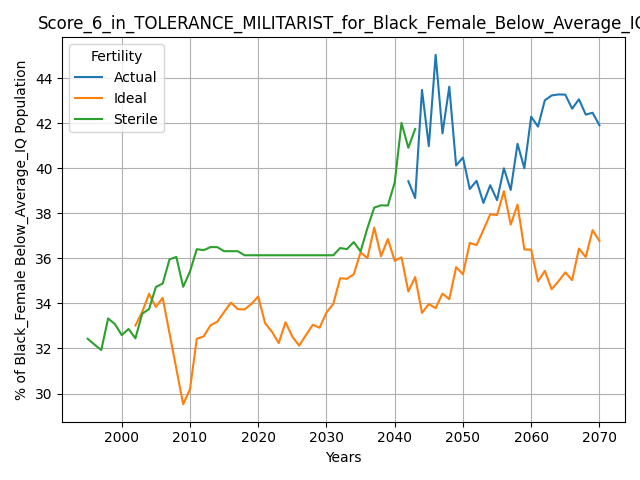 Score_6_in_TOLERANCE_MILITARIST_for_Black_Female_Below_Average_IQ
Fertility
Actual
Ideal
Sterile
% of Black_Female Below_Average_IQ Population
44
42
40
38
36
34
32
30
2000 2010 2020 2030 2040 2050 2060 2070
Years